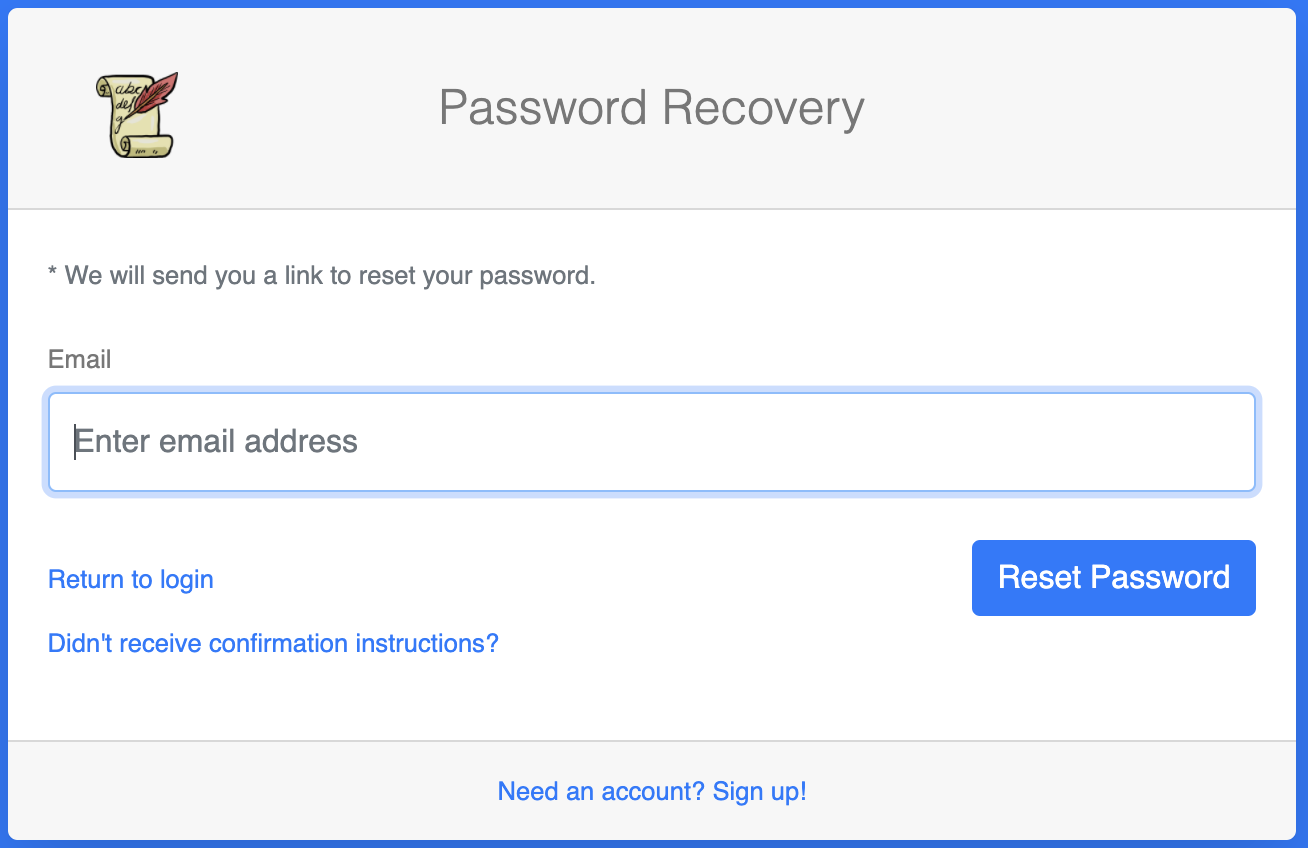 abc
def
g
Password Recovery
* We will send you a link to reset your password.
Email
Enter email address
Return to login
Reset Password
Didn't receive confirmation instructions?
Need an account? Sign up!